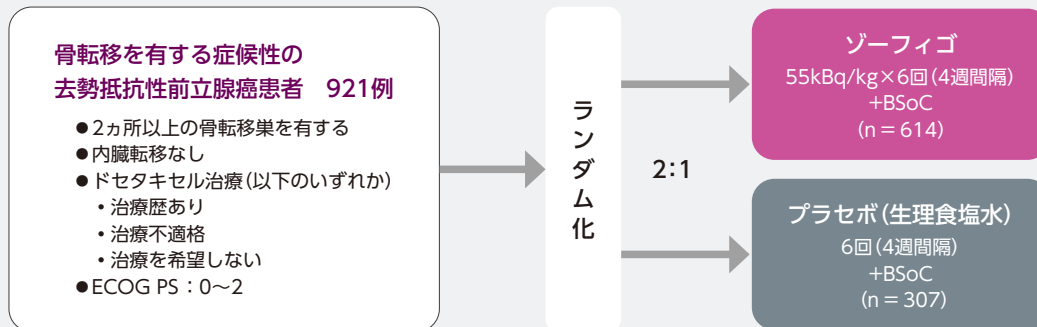 骨転移を有する症候性の
去勢抵抗性前立腺癌患者　921例
●2ヵ所以上の骨転移巣を有する
●内臓転移なし
●ドセタキセル治療(以下のいずれか)
・治療歴あり
・治療不適格
・治療を希望しない
●ECOG PS：0〜2
ランダム化
2:1
ゾーフィゴ
55kBq/kg×6回(4週間隔)
+BSoC
(n＝614)
プラセボ(生理食塩水)
6回(4週間隔)
+BSoC
(n＝307)